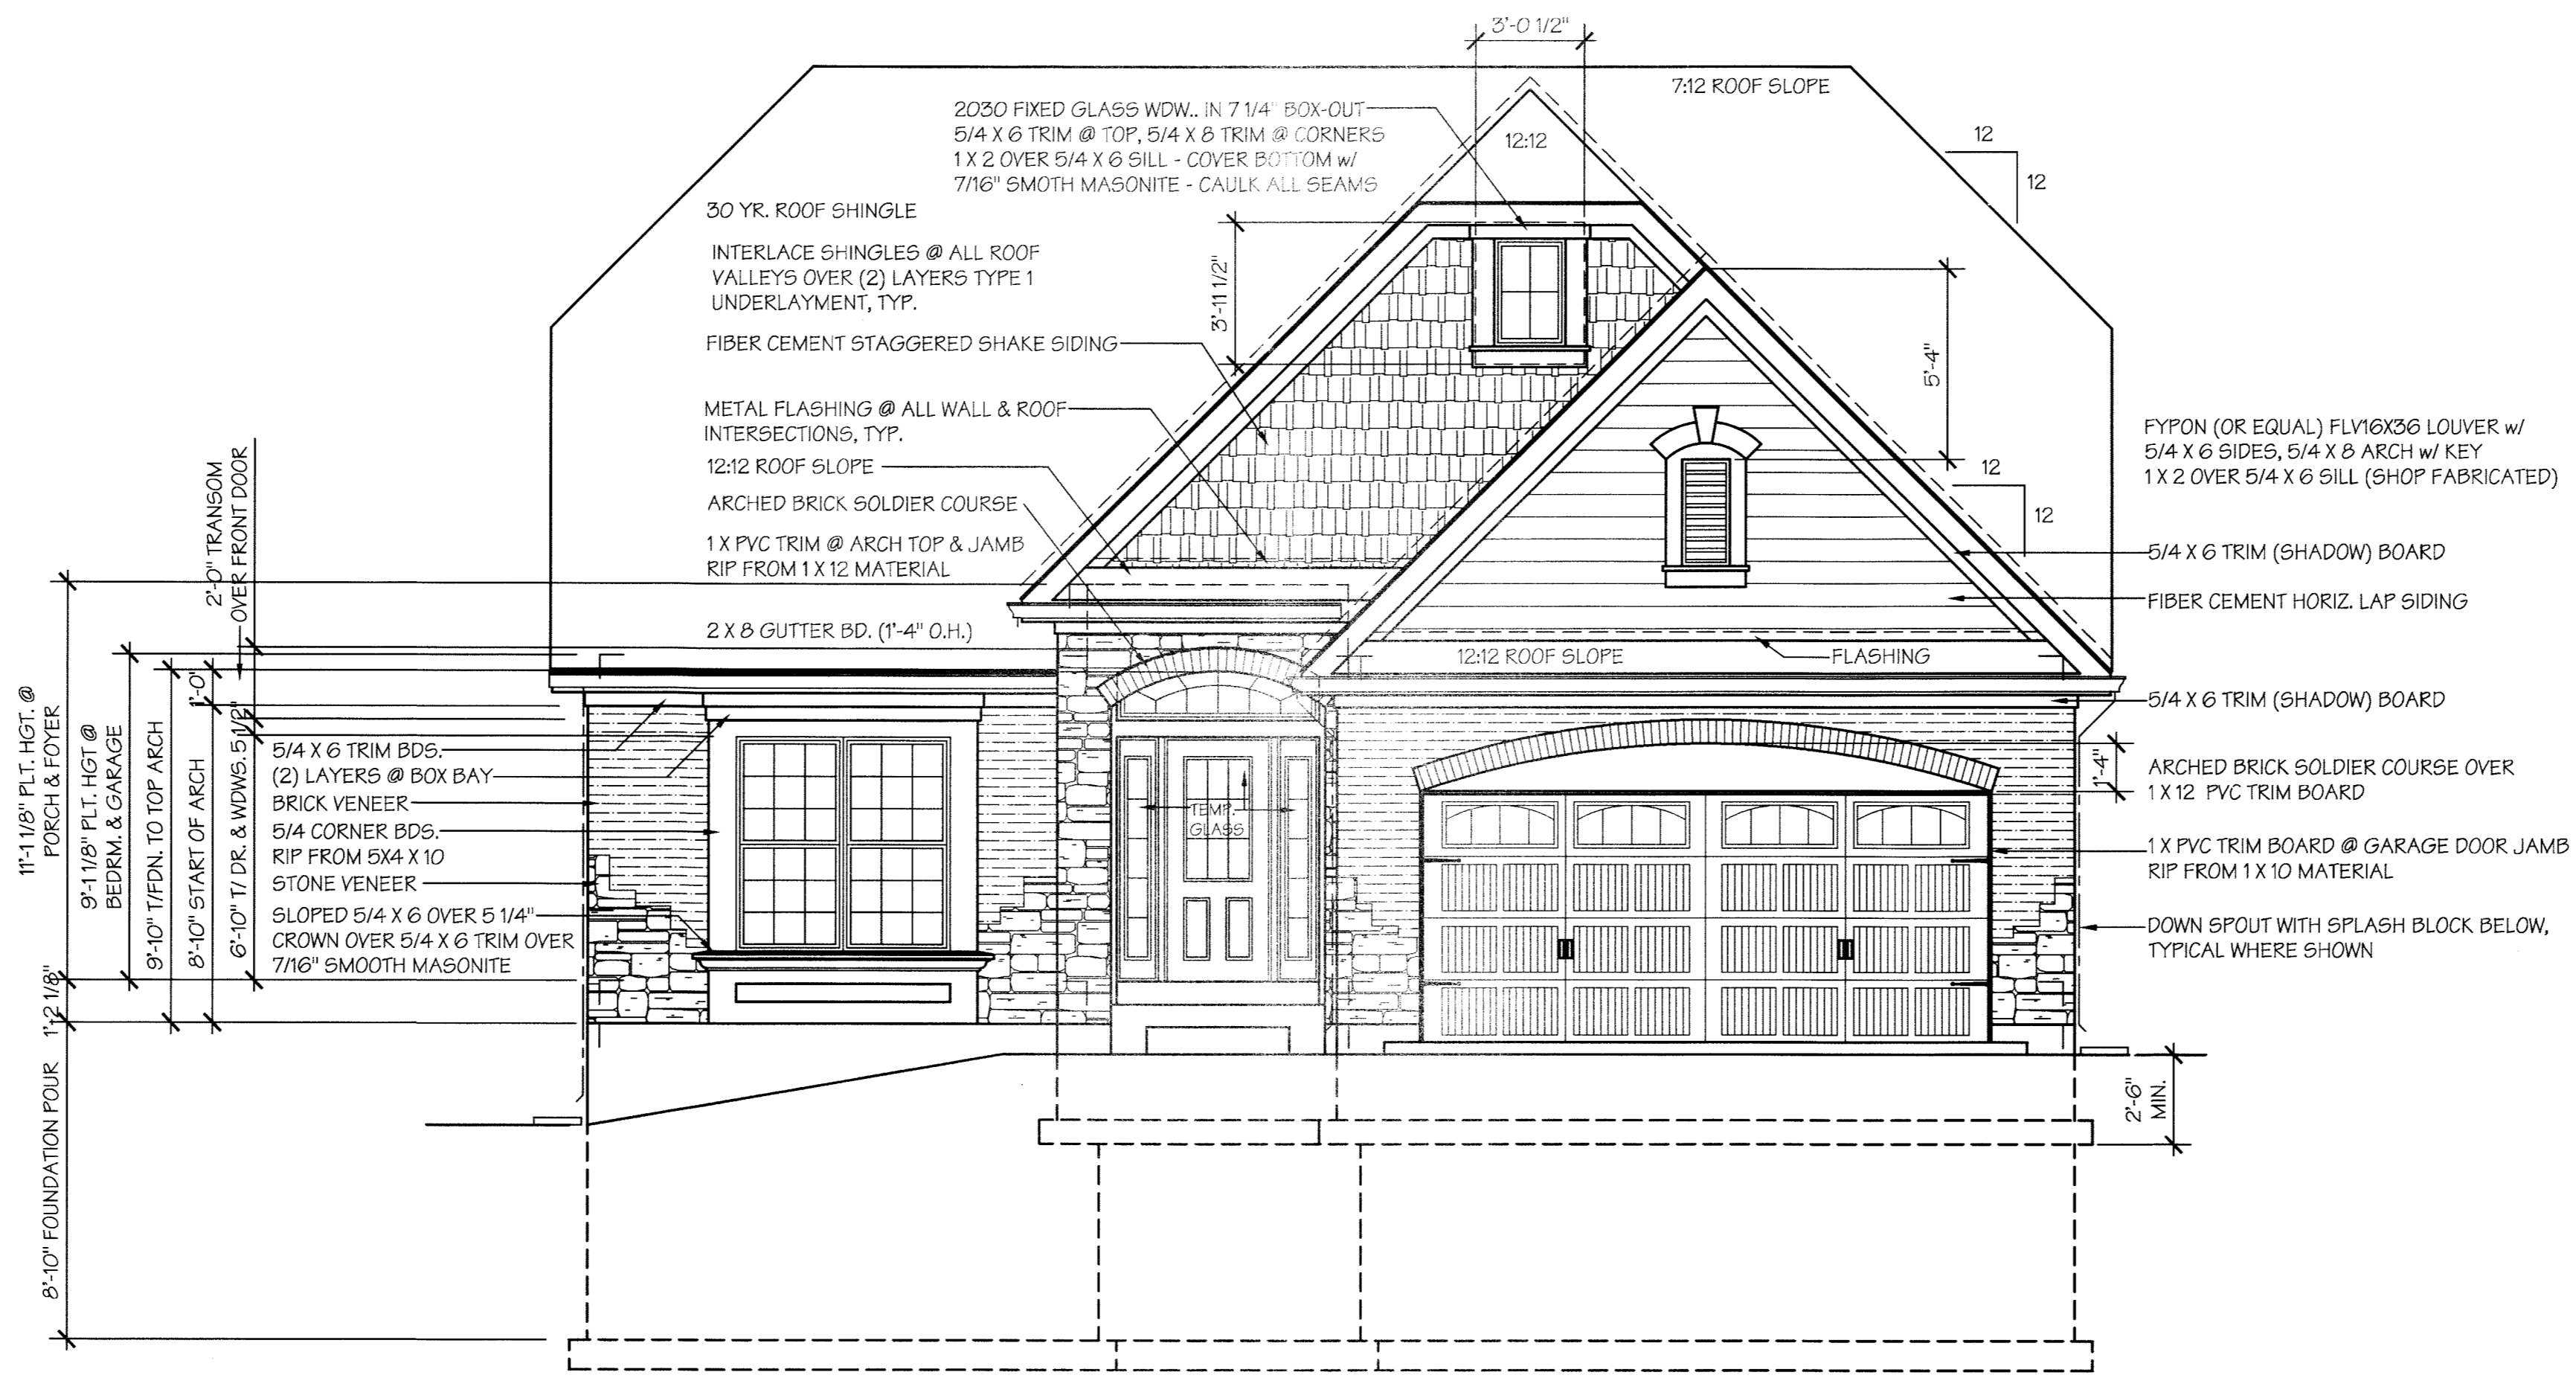 3'-0 1/2"
7:12 ROOF SLOPE
2030 FIXED GLASS WDW.. IN 7 1/4" BOX-OUT
5/4 X 6 TRIM @ TOP, 5/4 X 8 TRIM @ CORNERS
1 X 2 OVER 5/4 X 6 SILL - COVER BOTTOM w/
7/16" SMOTH MASONITE - CAULK ALL SEAMS
12:12
12
12
30 YR. ROOF SHINGLE
INTERLACE SHINGLES @ ALL ROOF
VALLEYS OVER (2) LAYERS TYPE 1
UNDERLAYMENT, TYP.
3'-11 1/2"
FIBER CEMENT STAGGERED SHAKE SIDING
5'-4"
METAL FLASHING @ ALL WALL & ROOF
INTERSECTIONS, TYP.
12:12 ROOF SLOPE
ARCHED BRICK SOLDIER COURSE
1 X PVC TRIM @ ARCH TOP & JAMB
RIP FROM 1 X 12 MATERIAL
2 X 8 GUTTER BD. (1'-4" O.H.)
FYPON (OR EQUAL) FLV16X36 LOUVER w/
5/4 X 6 SIDES, 5/4 X 8 ARCH w/ KEY
1 X 2 OVER 5/4 X 6 SILL (SHOP FABRICATED)
12
12
5/4 X 6 TRIM (SHADOW) BOARD
FIBER CEMENT HORIZ. LAP SIDING
12:12 ROOF SLOPE
FLASHING
5/4 X 6 TRIM (SHADOW) BOARD
1'-4"
ARCHED BRICK SOLDIER COURSE OVER
1 X 12 PVC TRIM BOARD
1 X PVC TRIM BOARD @ GARAGE DOOR JAMB
RIP FROM 1 X 10 MATERIAL
DOWN SPOUT WITH SPLASH BLOCK BELOW,
TYPICAL WHERE SHOWN
2'-6"
MIN.
TEMP.
GLASS
5/4 X 6 TRIM BDS.
(2) LAYERS @ BOX BAY
BRICK VENEER
5/4 CORNER BDS.
RIP FROM 5X4 X 10
STONE VENEER
SLOPED 5/4 X 6 OVER 5 1/4"
CROWN OVER 5/4 X 6 TRIM OVER
7/16" SMOOTH MASONITE
11'-1 1/8" PLT. HGT. @
PORCH & FOYER
9'-1 1/8" PLT. HGT @
BEDRM. & GARAGE
9'-10" T/FDN. TO TOP ARCH
8'-10" START OF ARCH
1'-0"
6'-10" T/ DR. & WDWS.
5 1/2"
2'-0" TRANSOM
OVER FRONT DOOR
1'-2 1/8"
8'-10" FOUNDATION POUR